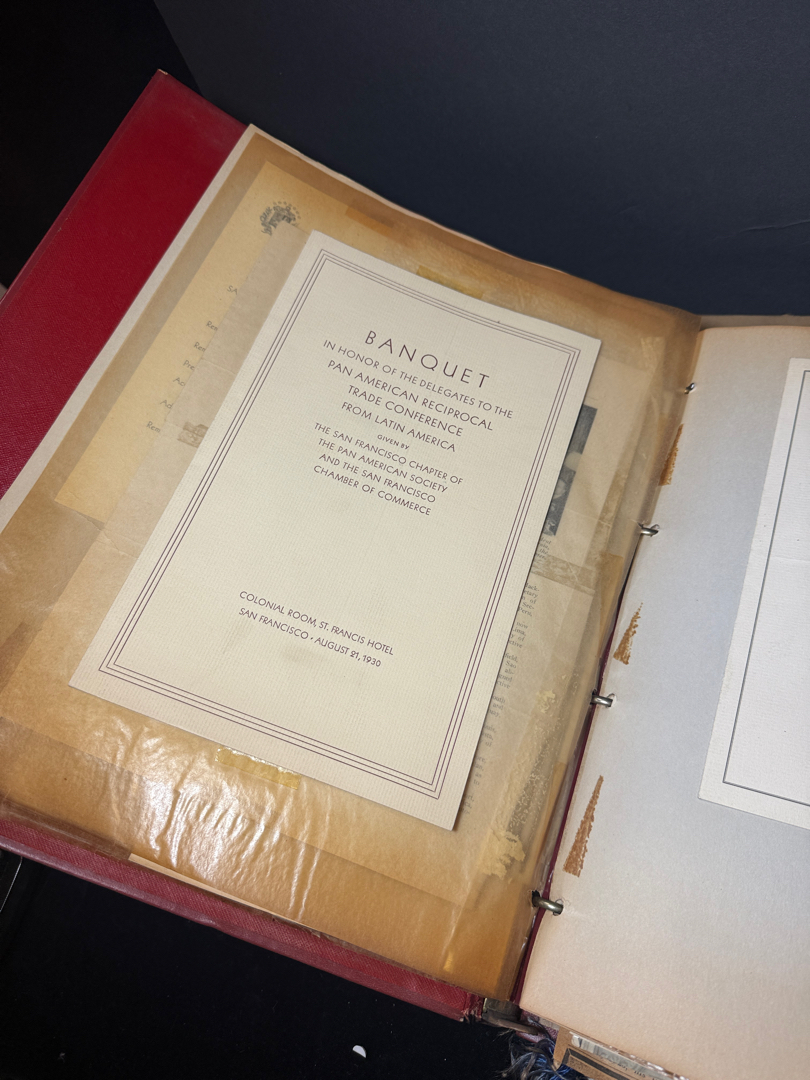 BANQUET
IN HONOR OF THE DELEGATES TO THE
PAN AMERICAN RECIPROCAL
TRADE CONFERENCE
FROM LATIN AMERICA
GIVEN BY
THE SAN FRANCISCO CHAPTER OF
THE PAN AMERICAN SOCIETY
AND THE SAN FRANCISCO
CHAMBER OF COMMERCE
COLONIAL ROOM, ST. FRANCIS HOTEL
SAN FRANCISCO • AUGUST 21, 1930